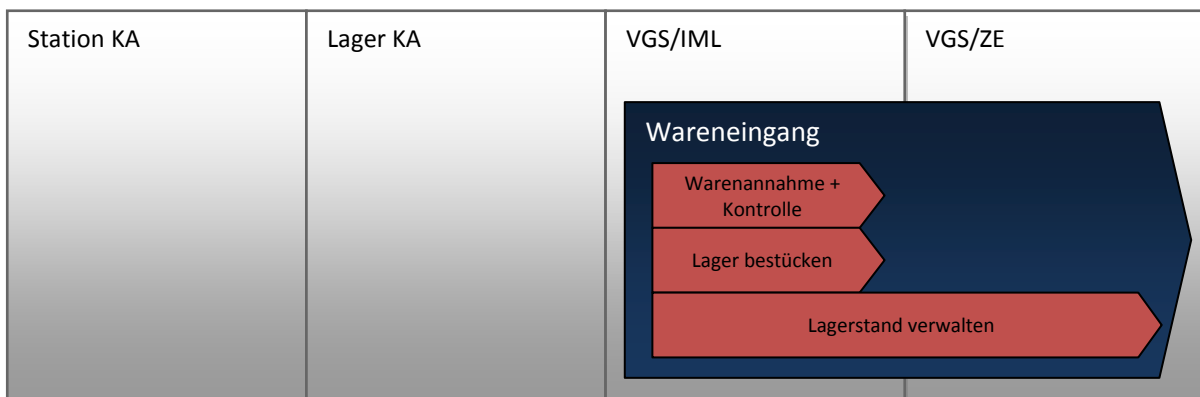 Station KA
Lager KA
VGS/IML
VGS/ZE
Wareneingang
Warenannahme +
Kontrolle
Lager bestücken
Lagerstand verwalten